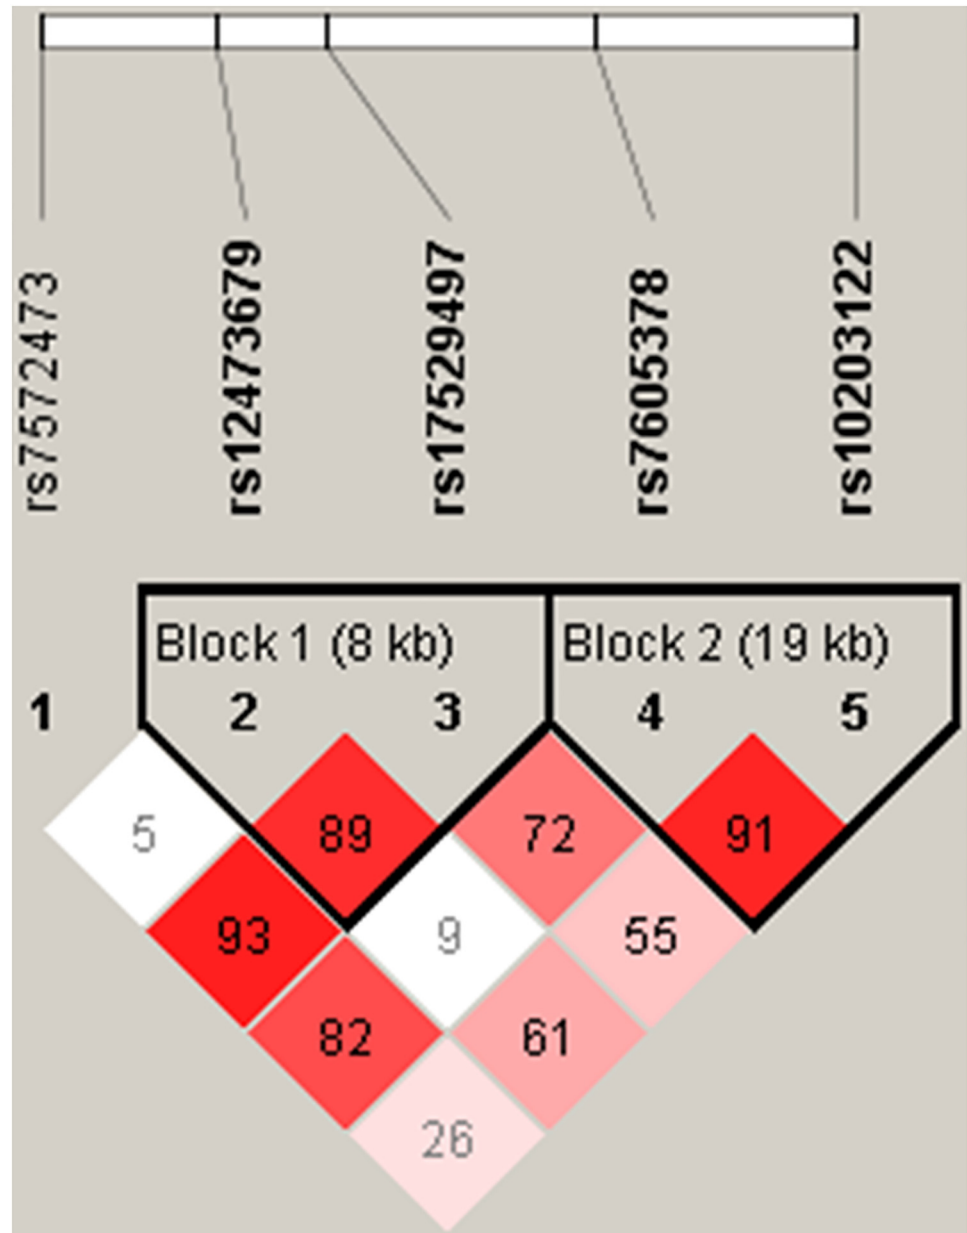 rs7572473
rs12473679
rs17529497
rs7605378
rs10203122
Block 1 (8 kb) Block 2 (19 kb)
1 2 3 4 5
5 89 72 91
93 9 55
82 61
26